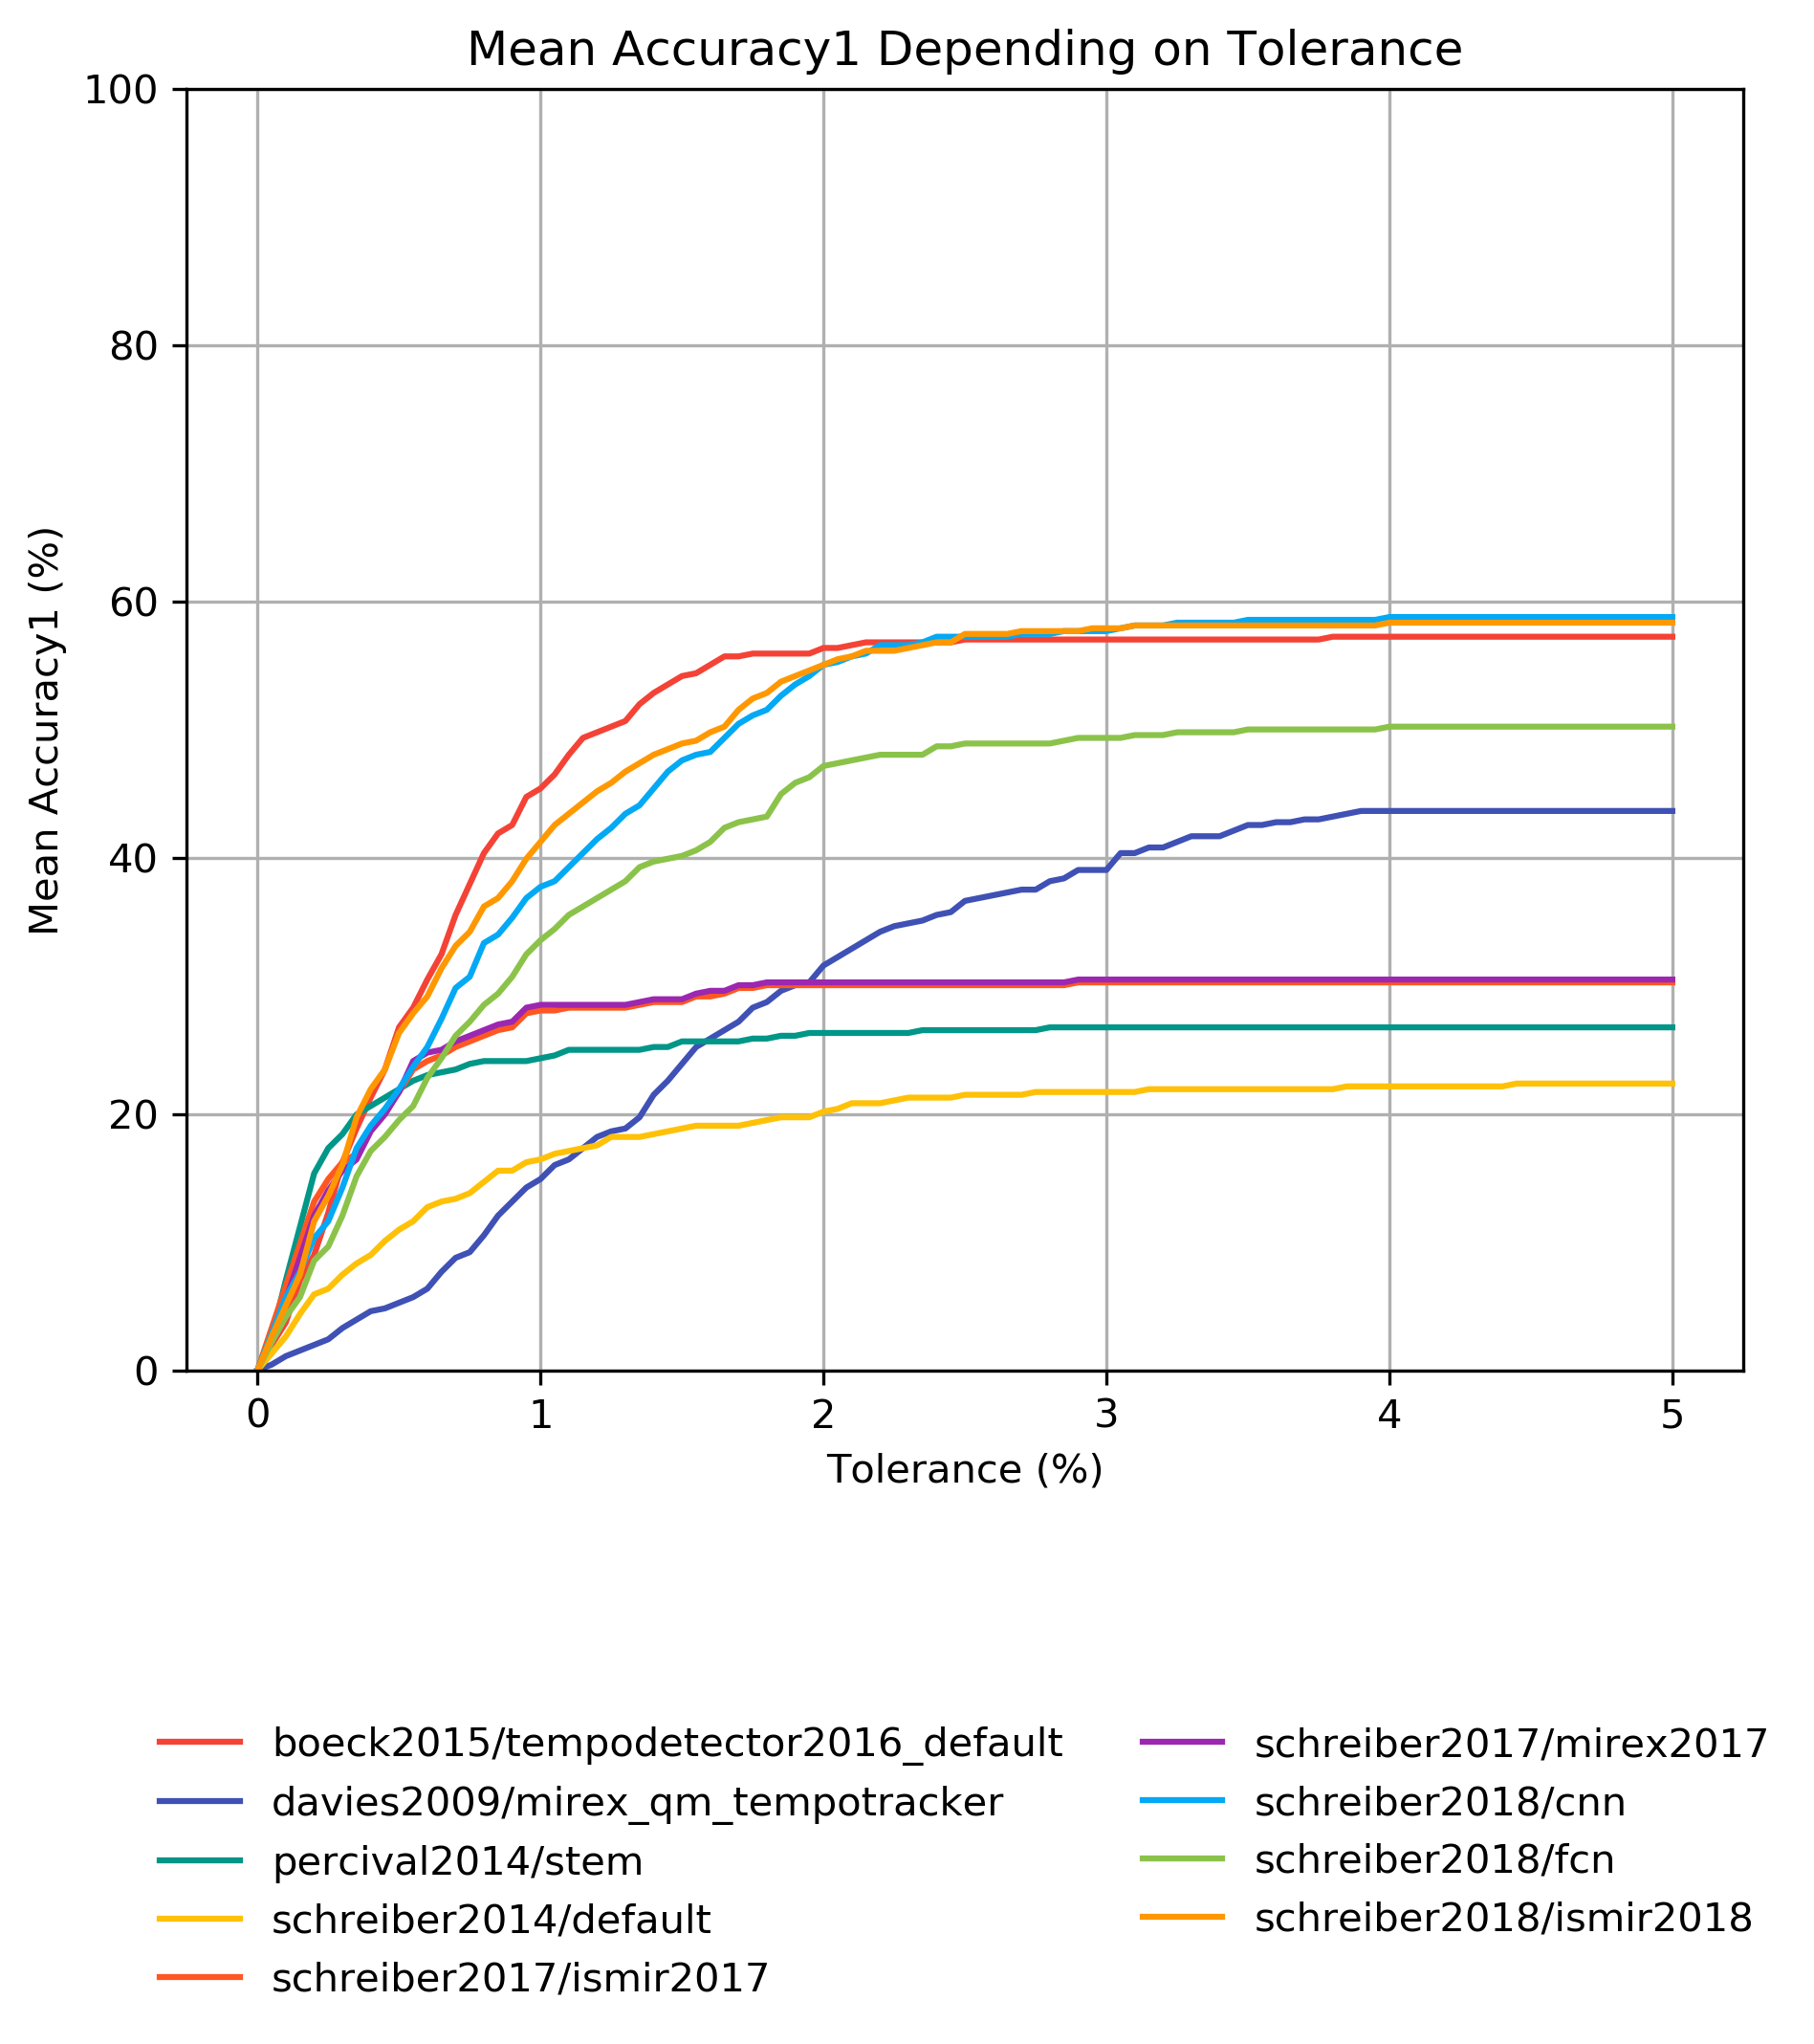 Mean Accuracy1 Depending on Tolerance
100
80
60
40
20
0
Mean Accuracy1 (%)
0 1 2 3 4 5
Tolerance (%)
boeck2015/tempodetector2016_default
davies2009/mirex_qm_tempotracker
percival2014/stem
schreiber2014/default
schreiber2017/ismir2017
schreiber2017/mirex2017
schreiber2018/cnn
schreiber2018/fcn
schreiber2018/ismir2018